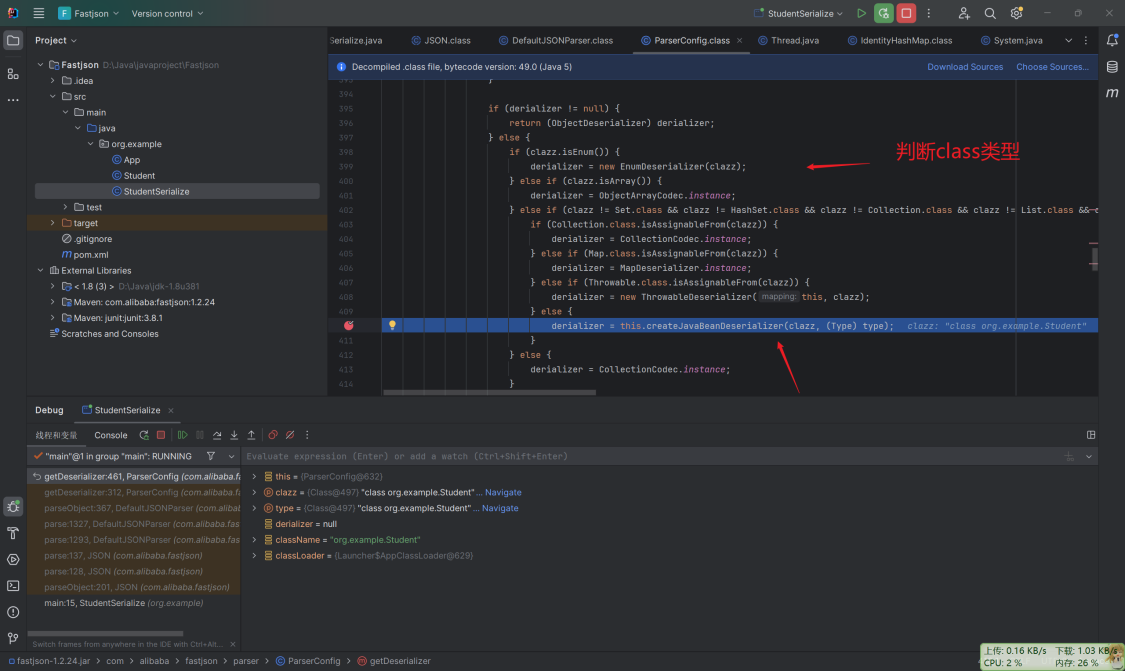 Fastjson Version control StudentSerialize
Project
Serialize.java JSON.class DefaultJSONParser.class ParserConfig.class Thread.java IdentityHashMap.class System.java
Decompiled .class file, bytecode version: 49.0 (Java 5) Download Sources Choose Sources...
Fastjson D:\Java\javaproject\Fastjson
.idea
src
main
java
org.example
App
Student
StudentSerialize
test
target
.gitignore
pom.xml
External Libraries
< 1.8 (3) > D:\Java\jdk-1.8u381
Maven: com.alibaba:fastjson:1.2.24
Maven: junit:junit:3.8.1
Scratches and Consoles
393 }
394
395 if (derializer != null) {
396 return (ObjectDeserializer) derializer;
397 } else {
398 if (clazz.isEnum()) {
399 derializer = new EnumDeserializer(clazz);
400 } else if (clazz.isArray()) {
401 derializer = ObjectArrayCodec.instance;
402 } else if (clazz != Set.class && clazz != HashSet.class && clazz != Collection.class && clazz != List.class && c
403 if (Collection.class.isAssignableFrom(clazz)) {
404 derializer = CollectionCodec.instance;
405 } else if (Map.class.isAssignableFrom(clazz)) {
406 derializer = MapDeserializer.instance;
407 } else if (Throwable.class.isAssignableFrom(clazz)) {
408 derializer = new ThrowableDeserializer( mapping: this, clazz);
409 } else {
derializer = this.createJavaBeanDeserializer(clazz, (Type) type); clazz: "class org.example.Student"
411 }
412 } else {
413 derializer = CollectionCodec.instance;
414 }
判断class类型
Debug StudentSerialize
线程和变量 Console
"main"@1 in group "main": RUNNING
Evaluate expression (Enter) or add a watch (Ctrl+Shift+Enter)
getDeserializer:461, ParserConfig (com.alibaba.f
getDeserializer:312, ParserConfig (com.alibaba.f
parseObject:367, DefaultJSONParser (com.alibab
parse:1327, DefaultJSONParser (com.alibaba.fas
parse:1293, DefaultJSONParser (com.alibaba.fas
parse:137, JSON (com.alibaba.fastjson)
parse:128, JSON (com.alibaba.fastjson)
parseObject:201, JSON (com.alibaba.fastjson)
main:15, StudentSerialize (org.example)
this = {ParserConfig@632}
clazz = {Class@497} "class org.example.Student" ... Navigate
type = {Class@497} "class org.example.Student" ... Navigate
derializer = null
className = "org.example.Student"
classLoader = {Launcher$AppClassLoader@629}
Switch frames from anywhere in the IDE with Ctrl+Alt...
fastjson-1.2.24.jar > com > alibaba > fastjson > parser > ParserConfig > getDeserializer
上传: 0.16 KB/s 下载: 1.03 KB/s
CPU: 2 % 内存: 26 %